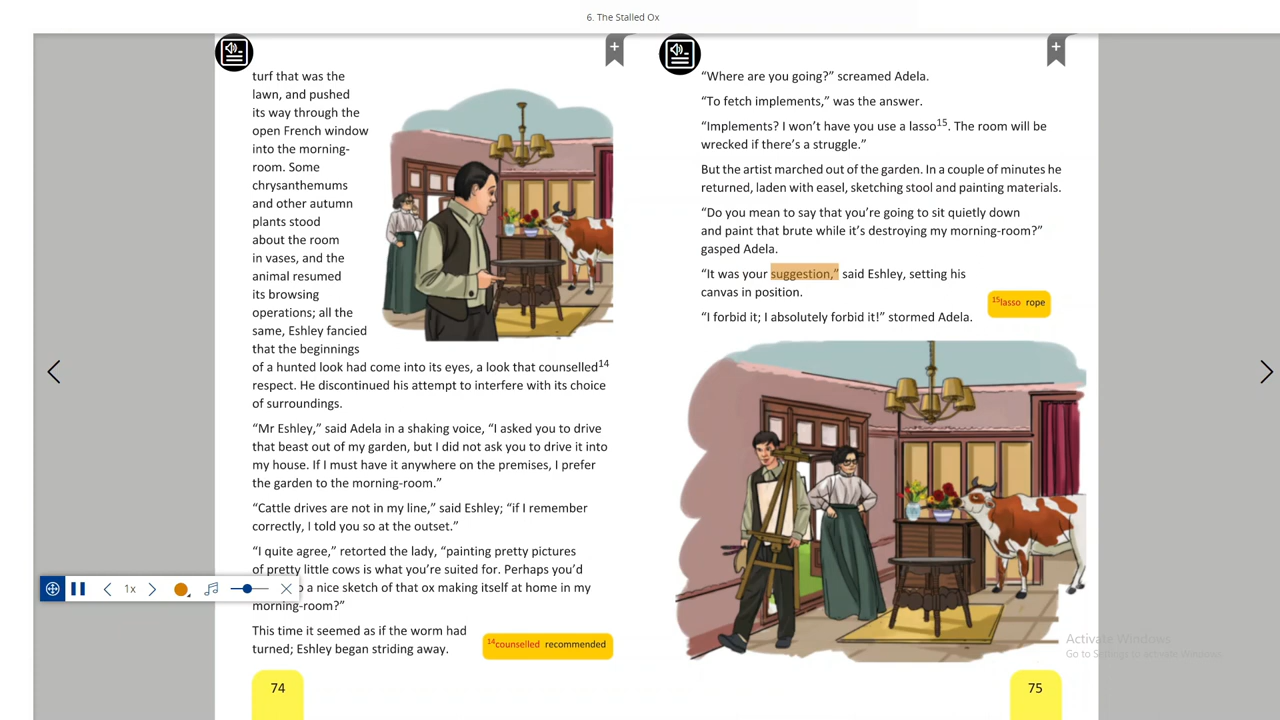 6. The Stalled Ox
turf that was the
lawn, and pushed
its way through the
open French window
into the morning-
room. Some
chrysanthemums
and other autumn
plants stood
about the room
in vases, and the
animal resumed
its browsing
operations; all the
same, Eshley fancied
that the beginnings
of a hunted look had come into its eyes, a look that counselled14
respect. He discontinued his attempt to interfere with its choice
of surroundings.
“Mr Eshley,” said Adela in a shaking voice, “I asked you to drive
that beast out of my garden, but I did not ask you to drive it into
my house. If I must have it anywhere on the premises, I prefer
the garden to the morning-room.”
“Cattle drives are not in my line,” said Eshley; “if I remember
correctly, I told you so at the outset.”
“I quite agree,” retorted the lady, “painting pretty pictures
of pretty little cows is what you’re suited for. Perhaps you’d
a nice sketch of that ox making itself at home in my
morning-room?”
This time it seemed as if the worm had
turned; Eshley began striding away.
14counselled recommended
74
1x
“Where are you going?” screamed Adela.
“To fetch implements,” was the answer.
“Implements? I won’t have you use a lasso15. The room will be
wrecked if there’s a struggle.”
But the artist marched out of the garden. In a couple of minutes he
returned, laden with easel, sketching stool and painting materials.
“Do you mean to say that you’re going to sit quietly down
and paint that brute while it’s destroying my morning-room?”
gasped Adela.
“It was your suggestion,” said Eshley, setting his
canvas in position.
15lasso rope
“I forbid it; I absolutely forbid it!” stormed Adela.
Activate Windows
Go to Settings to activate Windows.
75